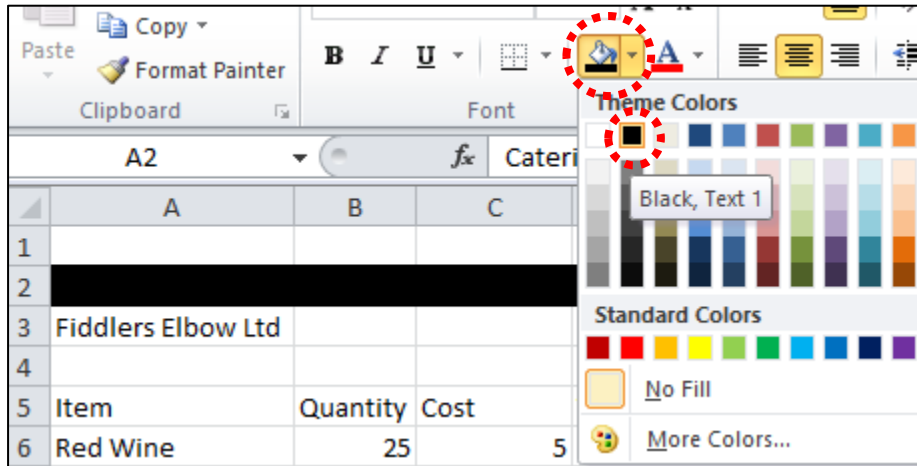 Copy
Paste
Format Painter
B I U A
Clipboard Font
Theme Colors
A2 fx Cateri
Black, Text 1
A B C
1
2
3 Fiddlers Elbow Ltd
Standard Colors
4
No Fill
5 Item Quantity Cost
More Colors...
6 Red Wine 25 5